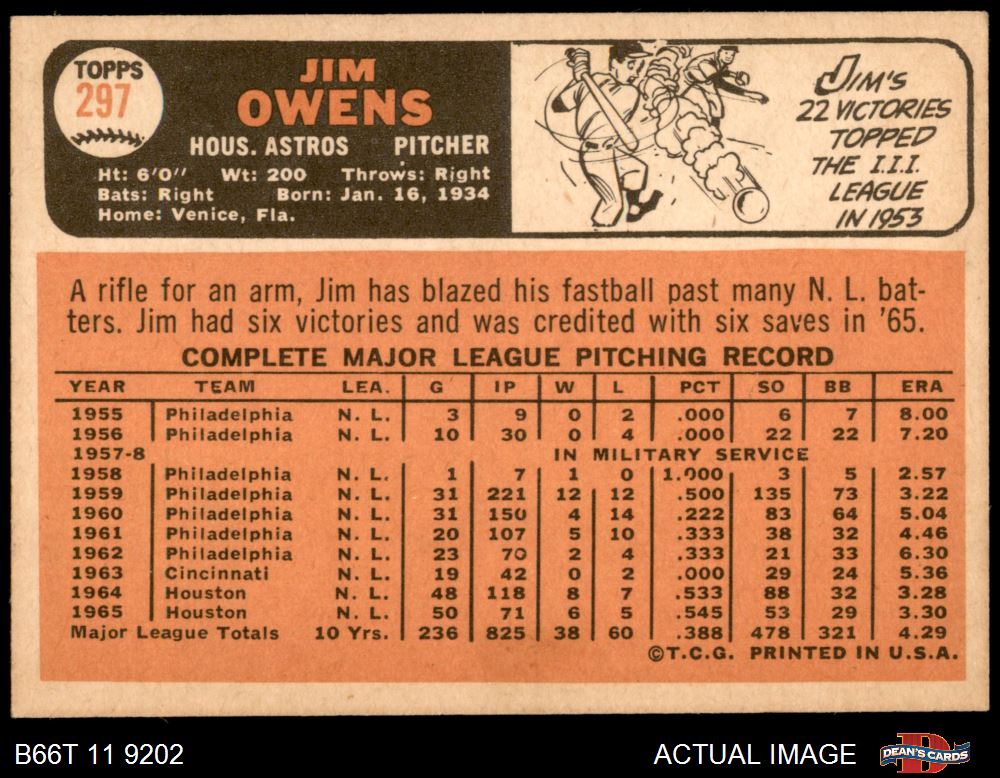 TOPPS
297
JIM
OWENS
HOUS. ASTROS PITCHER
Ht: 6'0" Wt: 200 Throws: Right
Bats: Right Born: Jan. 16, 1934
Home: Venice, Fla.
JIM'S
22 VICTORIES
TOPPED
THE I.I.I.
LEAGUE
IN 1953
A rifle for an arm, Jim has blazed his fastball past many N. L. bat-
ters. Jim had six victories and was credited with six saves in '65.
COMPLETE MAJOR LEAGUE PITCHING RECORD
YEAR TEAM LEA. G IP W L PCT SO BB ERA
1955 Philadelphia N. L. 3 9 0 2 .000 6 7 8.00
1956 Philadelphia N. L. 10 30 0 4 .000 22 22 7.20
1957-8 IN MILITARY SERVICE
1958 Philadelphia N. L. 1 7 1 0 1.000 3 5 2.57
1959 Philadelphia N. L. 31 221 12 12 .500 135 73 3.22
1960 Philadelphia N. L. 31 150 4 14 .222 83 64 5.04
1961 Philadelphia N. L. 20 107 5 10 .333 38 32 4.46
1962 Philadelphia N. L. 23 70 2 4 .333 21 33 6.30
1963 Cincinnati N. L. 19 42 0 2 .000 29 24 5.36
1964 Houston N. L. 48 118 8 7 .533 88 32 3.28
1965 Houston N. L. 50 71 6 5 .545 53 29 3.30
Major League Totals 10 Yrs. 236 825 38 60 .388 478 321 4.29
©T.C.G. PRINTED IN U.S.A.
B66T 11 9202 ACTUAL IMAGE DEAN'S CARDS